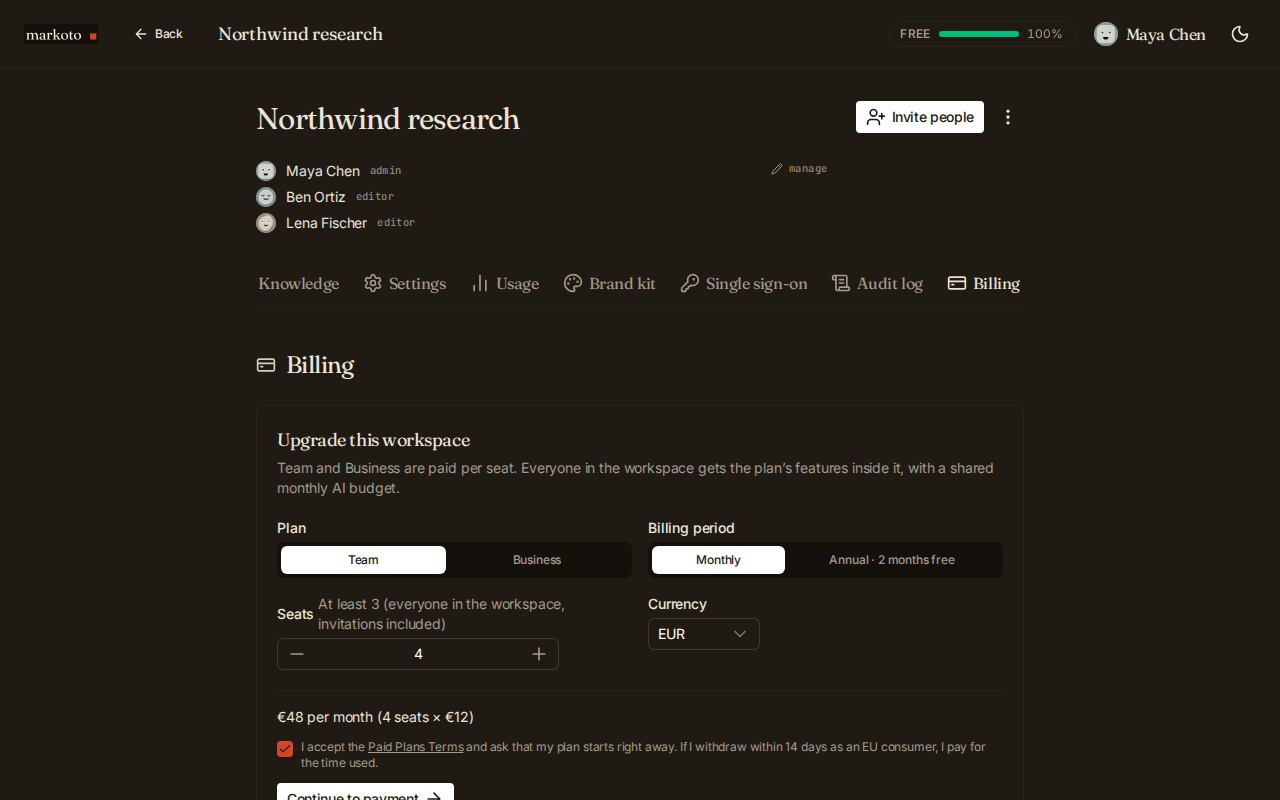 markoto
Back
Northwind research
FREE
100%
Maya Chen
Northwind research
Invite people
Maya Chen admin
manage
Ben Ortiz editor
Lena Fischer editor
Knowledge
Settings
Usage
Brand kit
Single sign-on
Audit log
Billing
Billing
Upgrade this workspace
Team and Business are paid per seat. Everyone in the workspace gets the plan’s features inside it, with a shared
monthly AI budget.
Plan
Billing period
Team
Business
Monthly
Annual · 2 months free
Seats
At least 3 (everyone in the workspace,
invitations included)
Currency
4
EUR
€48 per month (4 seats × €12)
I accept the Paid Plans Terms and ask that my plan starts right away. If I withdraw within 14 days as an EU consumer, I pay for
the time used.
Continue to payment